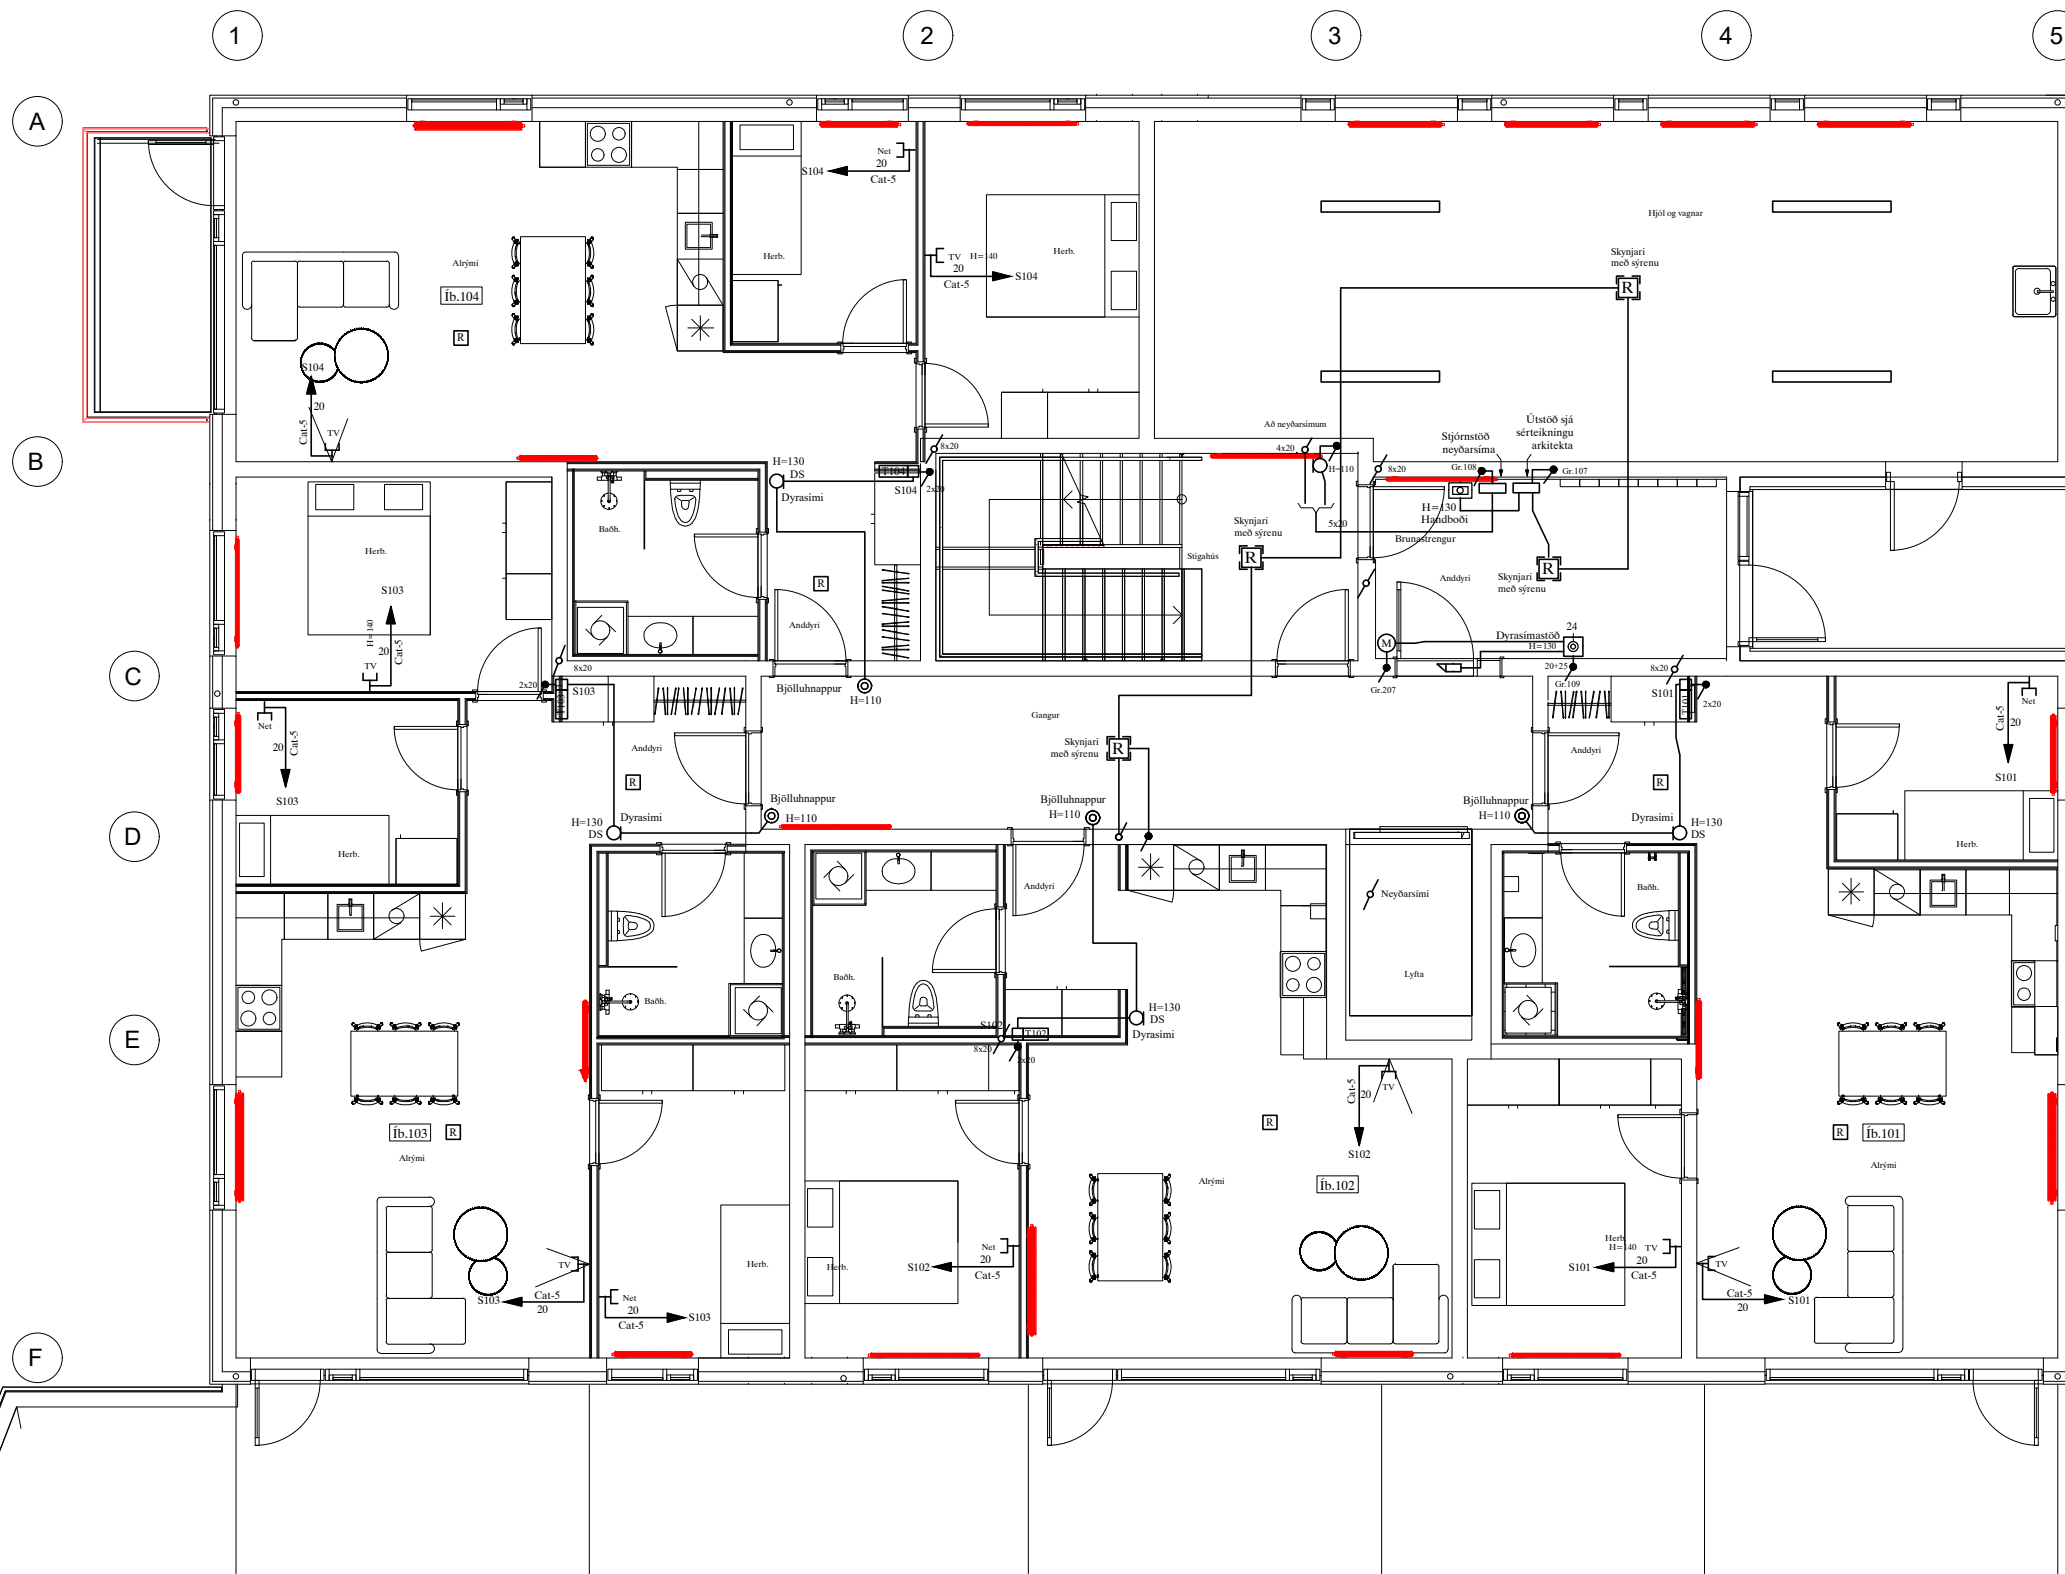 1
2
3
4
5
A
B
C
D
E
F
Net
20
S104
Cat-5
Herb.
TV
H=140
20
S104
Cat-5
Herb.
Alrými
Íb.104
R
S104
20
Cat-5
TV
Hjól og vagnar
Skynjari
með sýrenu
R
Að neyðarsímum
4x20
H=110
8x20
5x20
Stjórnstöð
neyðarsíma
Útstöð sjá
sérteikningu
arkitekta
Gr.108
Gr.107
8x20
H=130
Handboði
Brunastrengur
Skynjari
með sýrenu
R
Anddyri
Skynjari
með sýrenu
R
Stigahús
T104
S104
2x20
H=130
DS
Dyrasími
Baðh.
R
Anddyri
Herb.
S103
H=140
20
Cat-5
TV
M
Dyrasímastöð
24
H=130
20+25
Gr.207
Gr.109
8x20
2x20
S103
T103
Bjölluhnappur
H=110
Gangur
Skynjari
með sýrenu
R
8x20
S101
T101
2x20
Net
20
Cat-5
S103
Herb.
Anddyri
R
H=130
DS
Dyrasími
Bjölluhnappur
H=110
Bjölluhnappur
H=110
Bjölluhnappur
H=110
Anddyri
R
Dyrasími
H=130
DS
Net
20
Cat-5
S101
Herb.
Anddyri
Neyðarsími
Lyfta
Baðh.
Baðh.
Baðh.
S102
T102
8x20
2x20
H=130
DS
Dyrasími
Íb.103
R
Alrými
TV
Cat-5
20
S103
Net
20
Cat-5
S103
Herb.
Herb.
Net
20
Cat-5
S102
Alrými
R
Íb.102
TV
Cat-5
20
S102
Herb.
H=140
TV
20
Cat-5
S101
R
Íb.101
Alrými
TV
Cat-5
20
S101